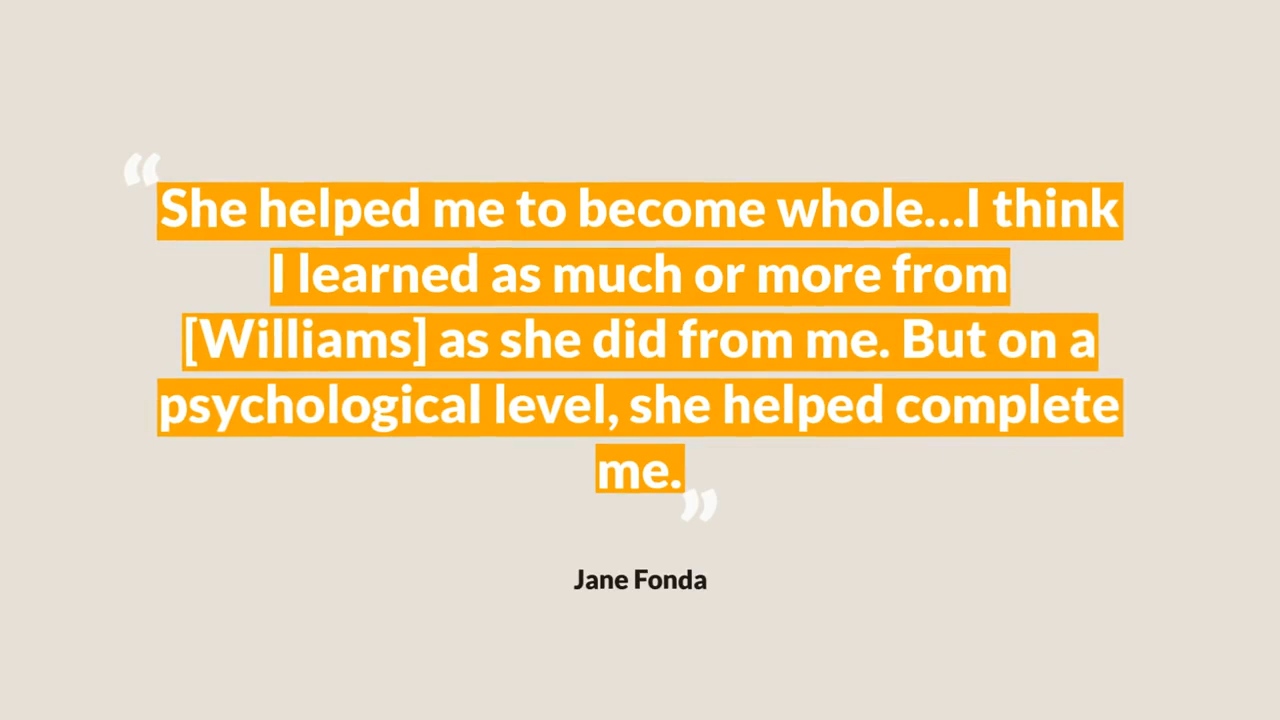 “
She helped me to become whole...I think
I learned as much or more from
[Williams] as she did from me. But on a
psychological level, she helped complete
me.
”
Jane Fonda